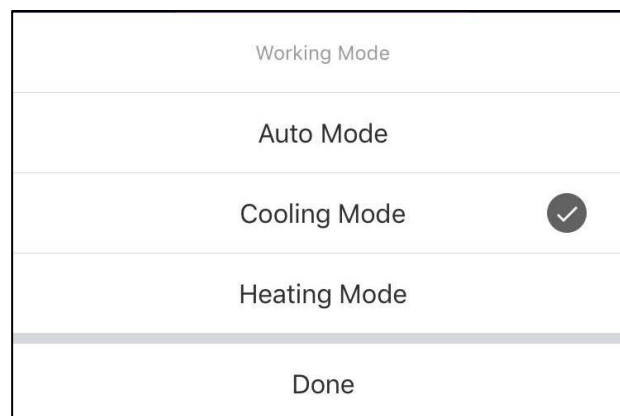 Working Mode
Auto Mode
Cooling Mode
Heating Mode
Done